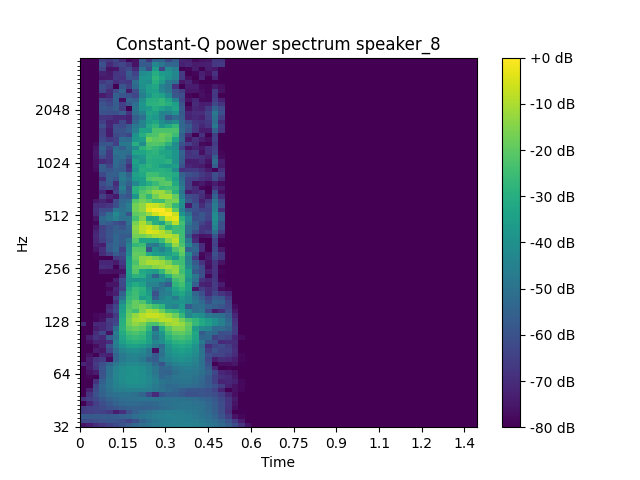 Constant-Q power spectrum speaker_8
Hz
2048
1024
512
256
128
64
32
0 0.15 0.3 0.45 0.6 0.75 0.9 1.1 1.2 1.4
Time
+0 dB
-10 dB
-20 dB
-30 dB
-40 dB
-50 dB
-60 dB
-70 dB
-80 dB